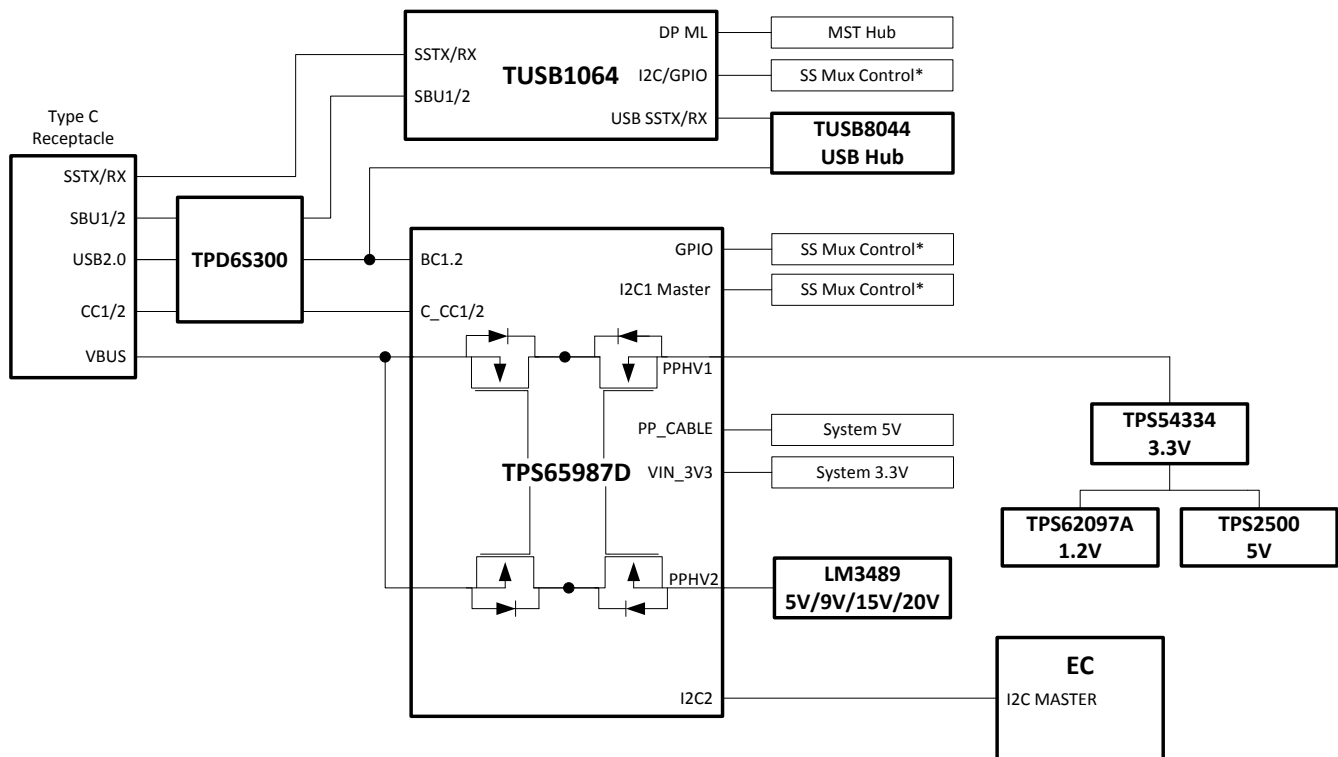 Type C
Receptacle
SSTX/RX
SBU1/2
USB2.0
CC1/2
VBUS
TPD6S300
SSTX/RX
SBU1/2
TUSB1064
DP ML
I2C/GPIO
USB SSTX/RX
MST Hub
SS Mux Control*
TUSB8044
USB Hub
BC1.2
C_CC1/2
TPS65987D
GPIO
I2C1 Master
PPHV1
PP_CABLE
VIN_3V3
PPHV2
I2C2
SS Mux Control*
SS Mux Control*
System 5V
System 3.3V
LM3489
5V/9V/15V/20V
TPS54334
3.3V
TPS62097A
1.2V
TPS2500
5V
EC
I2C MASTER